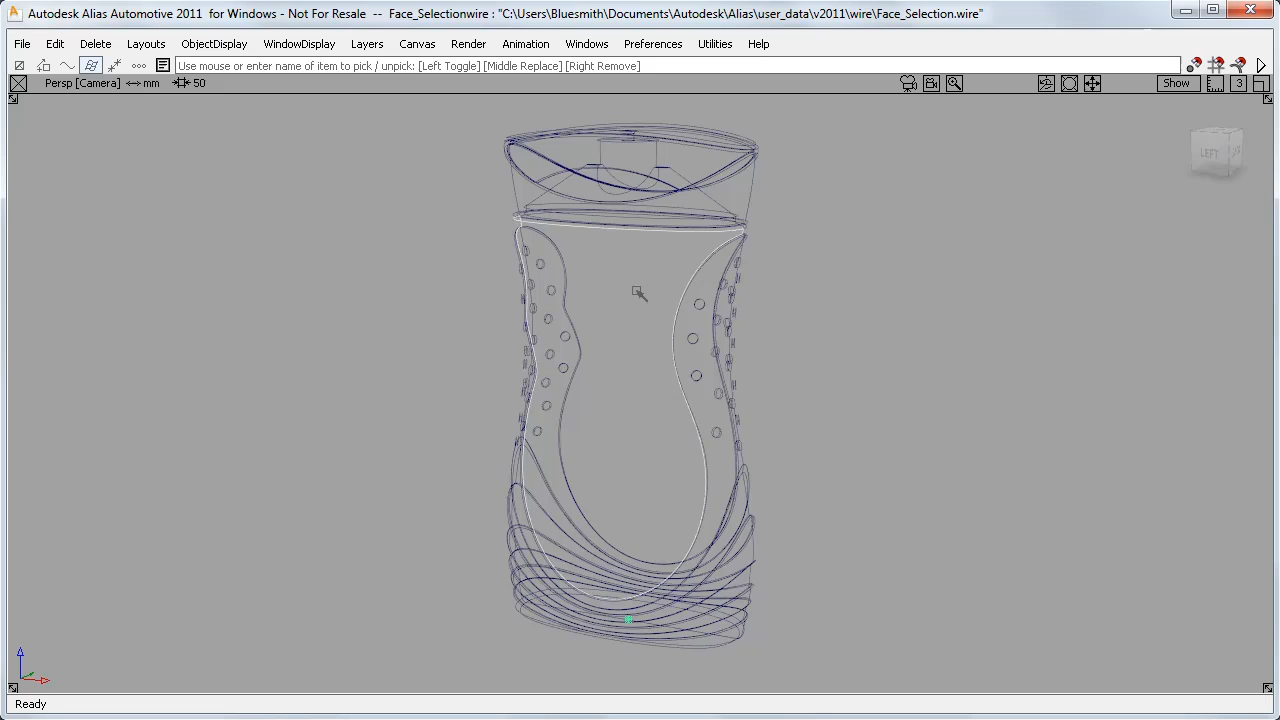 Autodesk Alias Automotive 2011 for Windows - Not For Resale -- Face_Selectionenwire : "C:\Users\Bluesmith\Documents\Autodesk\Alias\user_data\v2011\wire\Face_Selection.wire"
File Edit Delete Layouts ObjectDisplay WindowDisplay Layers Canvas Render Animation Windows Preferences Utilities Help
Use mouse or enter name of item to pick / unpick: [Left Toggle] [Middle Replace] [Right Remove]
Persp [Camera] mm 50 Show 3
LEFT
Ready